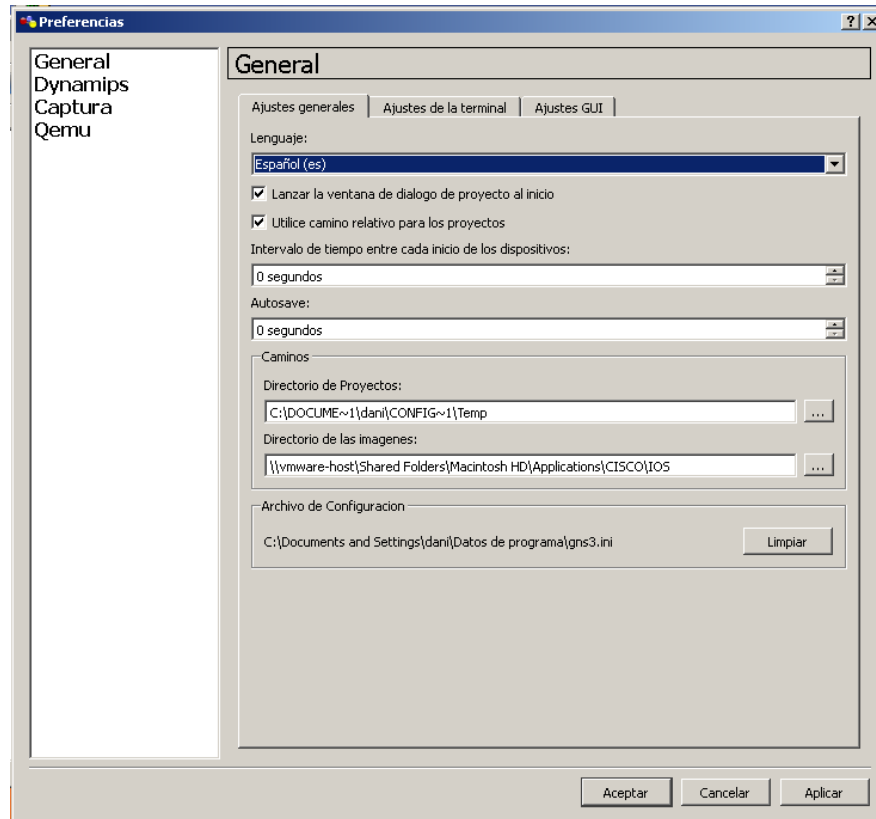 Preferencias
General
Dynamips
Captura
Qemu
General
Ajustes generales
Ajustes de la terminal
Ajustes GUI
Lenguaje:
Español (es)
Lanzar la ventana de dialogo de proyecto al inicio
Utilice camino relativo para los proyectos
Intervalo de tiempo entre cada inicio de los dispositivos:
0 segundos
Autosave:
0 segundos
Caminos
Directorio de Proyectos:
C:\DOCUME~1\dani\CONFIG~1\Temp
...
Directorio de las imagenes:
\\vmware-host\Shared Folders\Macintosh HD\Applications\CISCO\IOS
...
Archivo de Configuracion
C:\Documents and Settings\dani\Datos de programa\gns3.ini
Limpiar
Aceptar
Cancelar
Aplicar